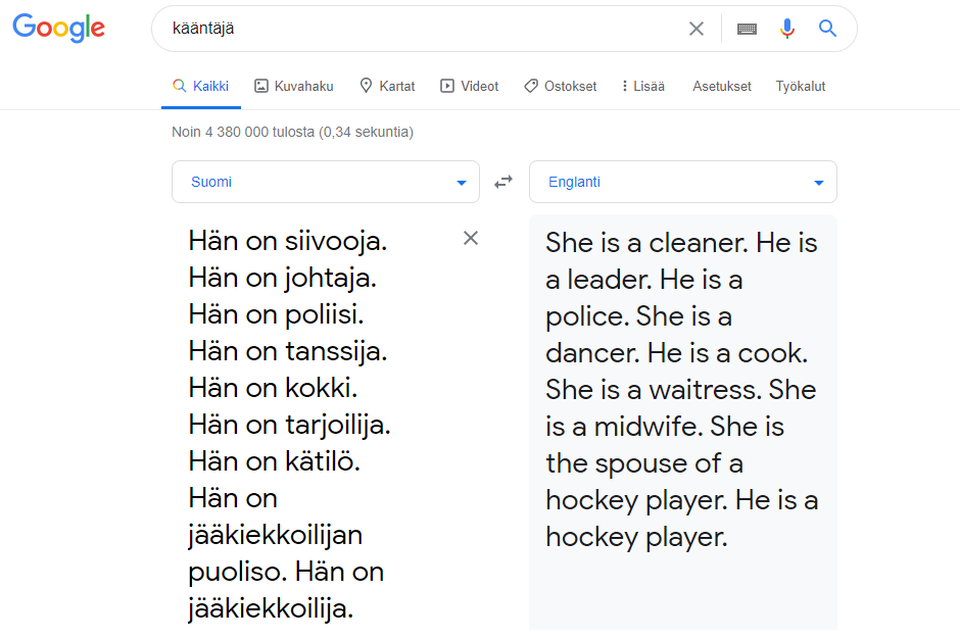 Google
kääntäjä
Kaikki
Kuvahaku
Kartat
Videot
Ostokset
Lisää
Asetukset
Työkalut
Noin 4 380 000 tulosta (0,34 sekuntia)
Suomi
Englanti
Hän on siivooja.
Hän on johtaja.
Hän on poliisi.
Hän on tanssija.
Hän on kokki.
Hän on tarjoilija.
Hän on kätilö.
Hän on
jääkiekkoilijan
puoliso. Hän on
jääkiekkoilija.
She is a cleaner. He is
a leader. He is a
police. She is a
dancer. He is a cook.
She is a waitress. She
is a midwife. She is
the spouse of a
hockey player. He is a
hockey player.